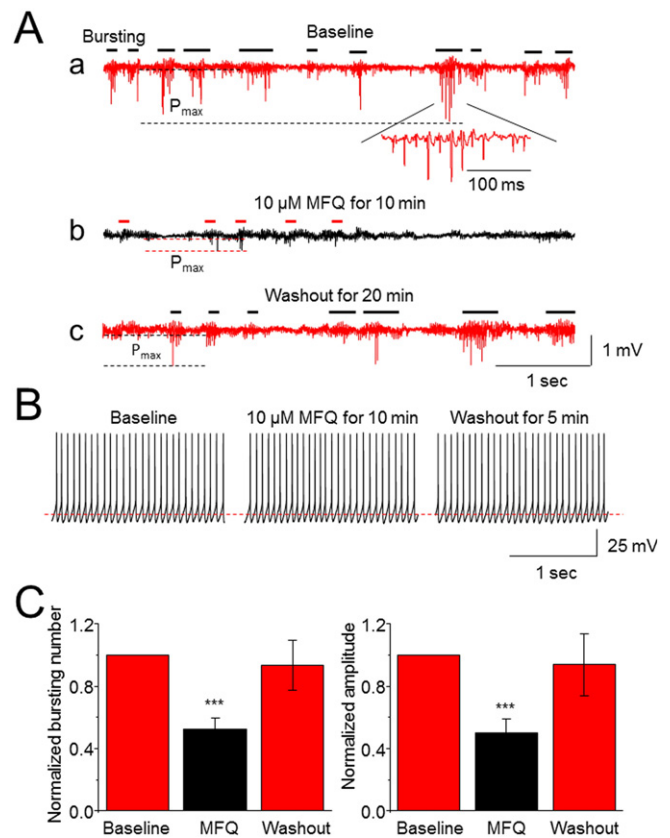 A
Bursting
Baseline
a
Pmax
100 ms
10 µM MFQ for 10 min
b
Pmax
Washout for 20 min
c
Pmax
1 mV
1 sec
B
Baseline
10 µM MFQ for 10 min
Washout for 5 min
25 mV
1 sec
C
Normalized bursting number
1.2
0.8
0.4
0.0
***
Baseline
MFQ
Washout
Normalized amplitude
1.2
0.8
0.4
0.0
***
Baseline
MFQ
Washout